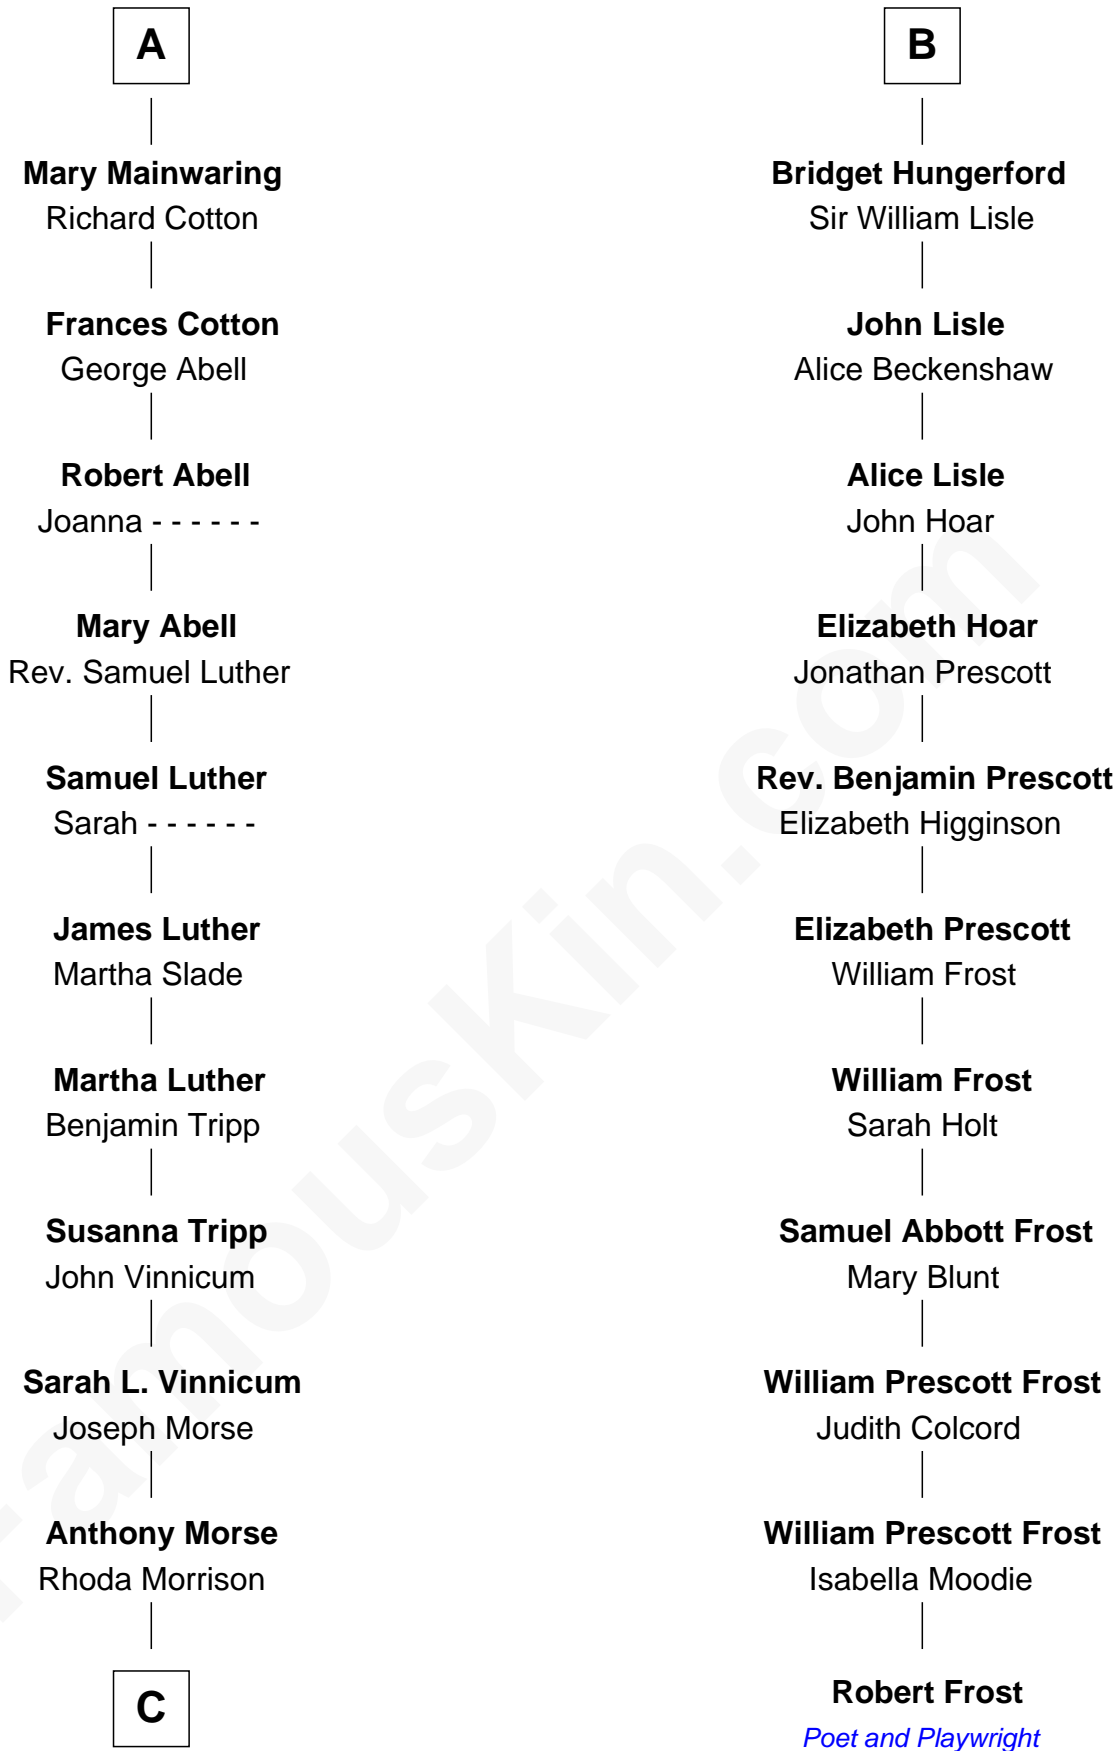 A
Mary Mainwaring
Richard Cotton
Frances Cotton
George Abell
Robert Abell
Joanna - - - - - -
Mary Abell
Rev. Samuel Luther
Samuel Luther
Sarah - - - - - -
James Luther
Martha Slade
Martha Luther
Benjamin Tripp
Susanna Tripp
John Vinnicum
Sarah L. Vinnicum
Joseph Morse
Anthony Morse
Rhoda Morrison
C
B
Bridget Hungerford
Sir William Lisle
John Lisle
Alice Beckenshaw
Alice Lisle
John Hoar
Elizabeth Hoar
Jonathan Prescott
Rev. Benjamin Prescott
Elizabeth Higginson
Elizabeth Prescott
William Frost
William Frost
Sarah Holt
Samuel Abbott Frost
Mary Blunt
William Prescott Frost
Judith Colcord
William Prescott Frost
Isabella Moodie
Robert Frost
Poet and Playwright
FamousKin.com